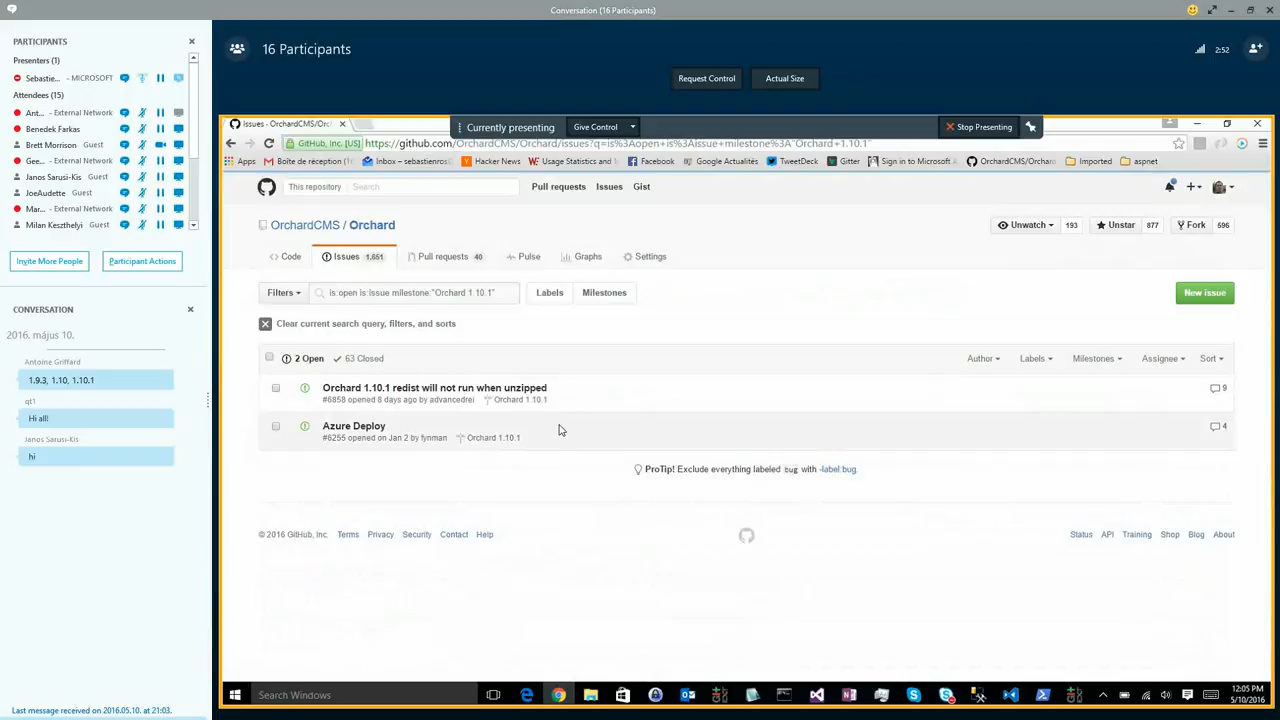 Conversation (16 Participants)
PARTICIPANTS
Presenters (1)
Sebastie... - MICROSOFT
Attendees (15)
Ant... - External Network
Benedek Farkas
Brett Morrison Guest
Gee... - External Network
Janos Sarusi-Kis Guest
JoeAudette Guest
Mar... - External Network
Milan Keszthelyi Guest
Invite More People
Participant Actions
CONVERSATION
2016. május 10.
Antoine Griffard
1.9.3, 1.10, 1.10.1
qt1
Hi all!
Janos Sarusi-Kis
hi
Last message received on 2016.05.10. at 21:03.
16 Participants
2:52
Request Control
Actual Size
Issues - OrchardCMS/Orc
Currently presenting
Give Control
Stop Presenting
GitHub, Inc. [US] https://github.com/OrchardCMS/Orchard/issues?q=is%3Aopen+is%3Aissue+milestone%3A"Orchard+1.10.1"
Apps Boîte de réception (16 Inbox - sebastienros Hacker News Usage Statistics and M Facebook Google Actualités TweetDeck Gitter Sign in to Microsoft A OrchardCMS/Orchard Imported aspnet
This repository Search Pull requests Issues Gist
OrchardCMS / Orchard
Unwatch 193 Unstar 877 Fork 596
Code Issues 1,651 Pull requests 40 Pulse Graphs Settings
Filters is:open is:issue milestone:"Orchard 1.10.1" Labels Milestones New issue
Clear current search query, filters, and sorts
2 Open 63 Closed Author Labels Milestones Assignee Sort
Orchard 1.10.1 redist will not run when unzipped 9
#6858 opened 8 days ago by advancedrei Orchard 1.10.1
Azure Deploy 4
#6255 opened on Jan 2 by fynman Orchard 1.10.1
ProTip! Exclude everything labeled bug with -label:bug.
© 2016 GitHub, Inc. Terms Privacy Security Contact Help Status API Training Shop Blog About
Search Windows
12:05 PM
5/10/2016